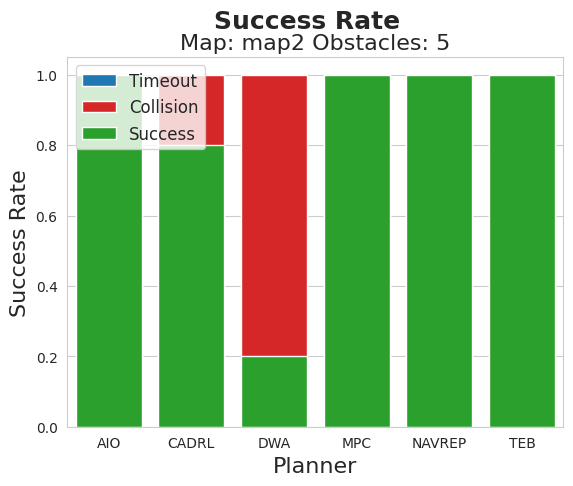 Success Rate
Map: map2 Obstacles: 5
Timeout
Collision
Success
Success Rate
1.0
0.8
0.6
0.4
0.2
0.0
AIO CADRL DWA MPC NAVREP TEB
Planner